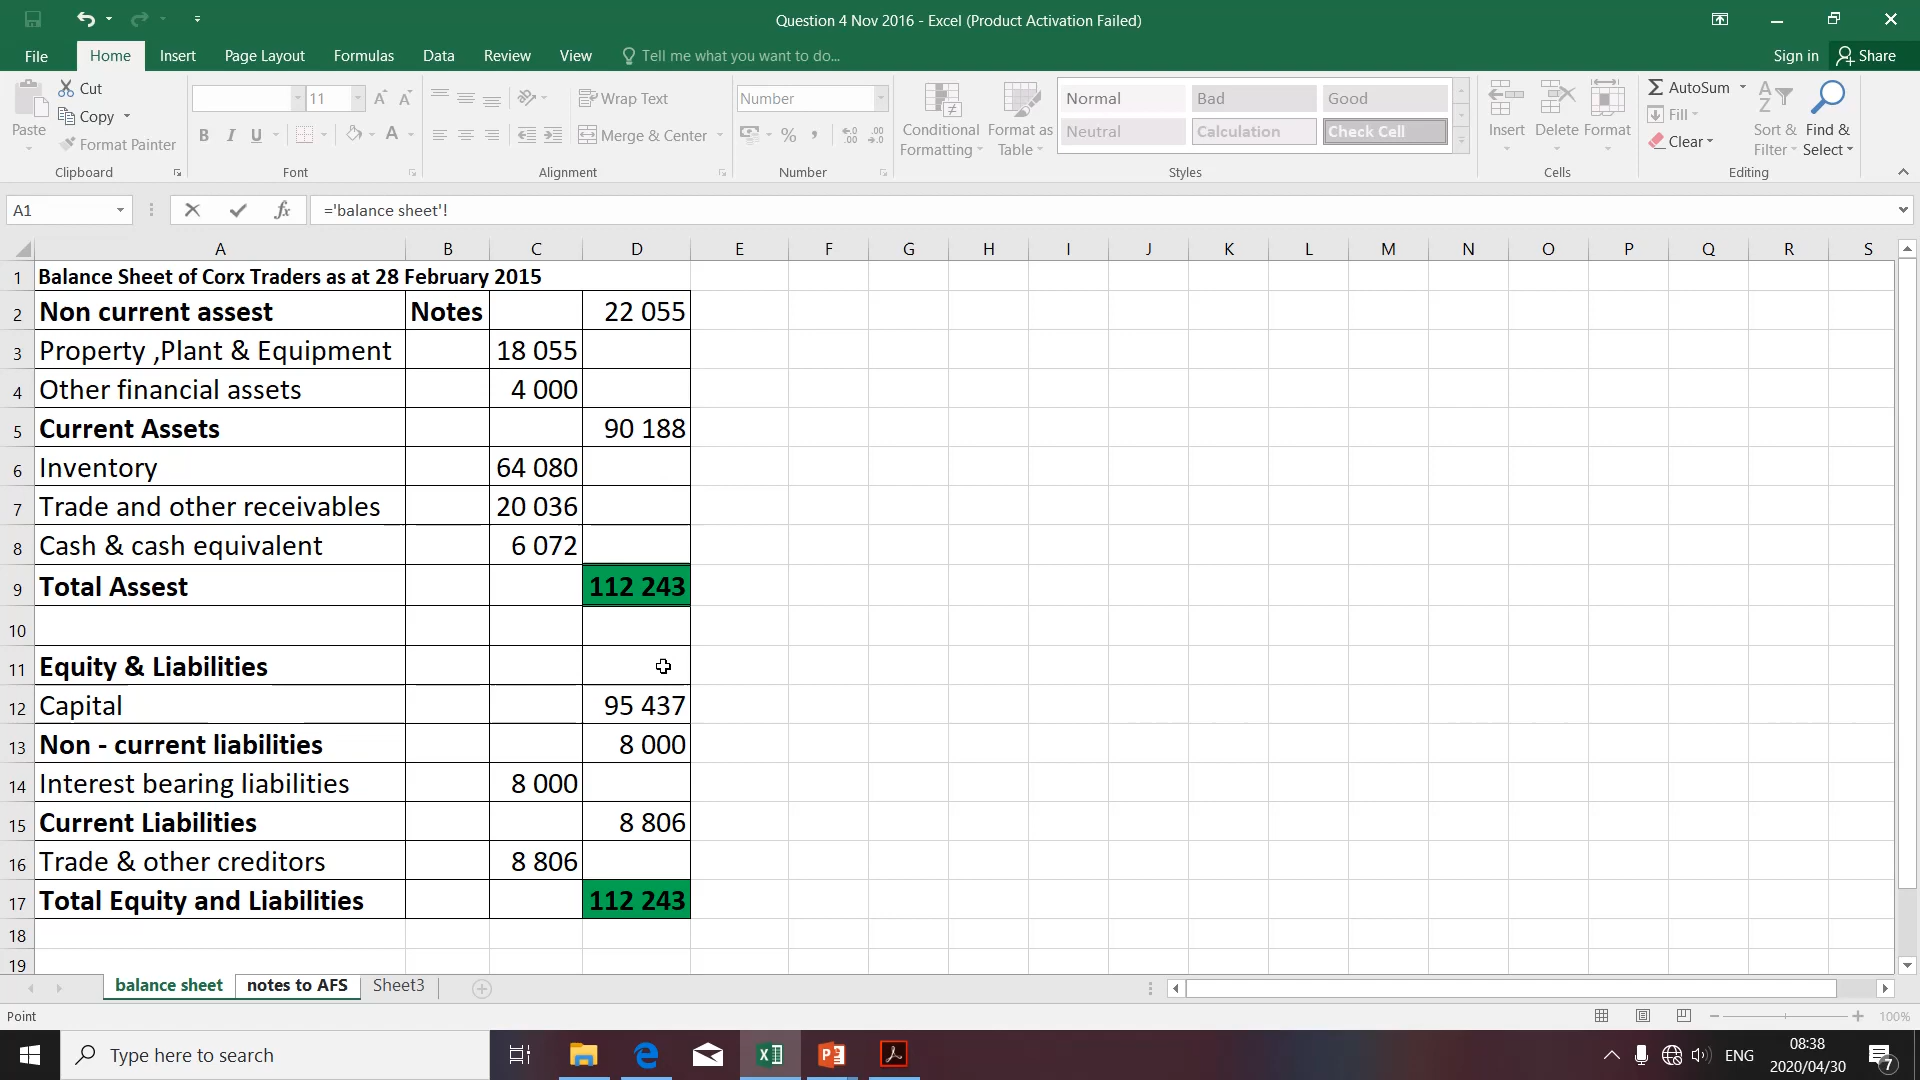 Question 4 Nov 2016 - Excel (Product Activation Failed)
File Home Insert Page Layout Formulas Data Review View Tell me what you want to do... Sign in Share
Paste Cut Copy Format Painter Clipboard
11 A A B I U A Font
Wrap Text Merge & Center Alignment
Number % , Number
Conditional Formatting Format as Table
Normal Bad Good
Neutral Calculation Check Cell
Styles
Insert Delete Format Cells
AutoSum Fill Clear Sort & Filter Find & Select Editing
A1 fx ='balance sheet'!
A B C D E F G H I J K L M N O P Q R S
1 Balance Sheet of Corx Traders as at 28 February 2015
2 Non current assest Notes 22 055
3 Property ,Plant & Equipment 18 055
4 Other financial assets 4 000
5 Current Assets 90 188
6 Inventory 64 080
7 Trade and other receivables 20 036
8 Cash & cash equivalent 6 072
9 Total Assest 112 243
10
11 Equity & Liabilities
12 Capital 95 437
13 Non - current liabilities 8 000
14 Interest bearing liabilities 8 000
15 Current Liabilities 8 806
16 Trade & other creditors 8 806
17 Total Equity and Liabilities 112 243
18
19
balance sheet notes to AFS Sheet3
Point 100%
Type here to search ENG 08:38
2020/04/30 7